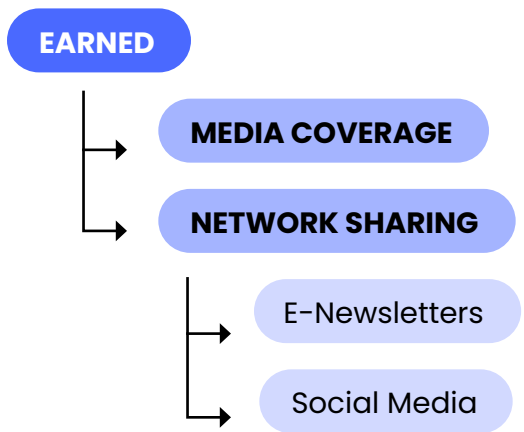 EARNED
MEDIA COVERAGE
NETWORK SHARING
E-Newsletters
Social Media